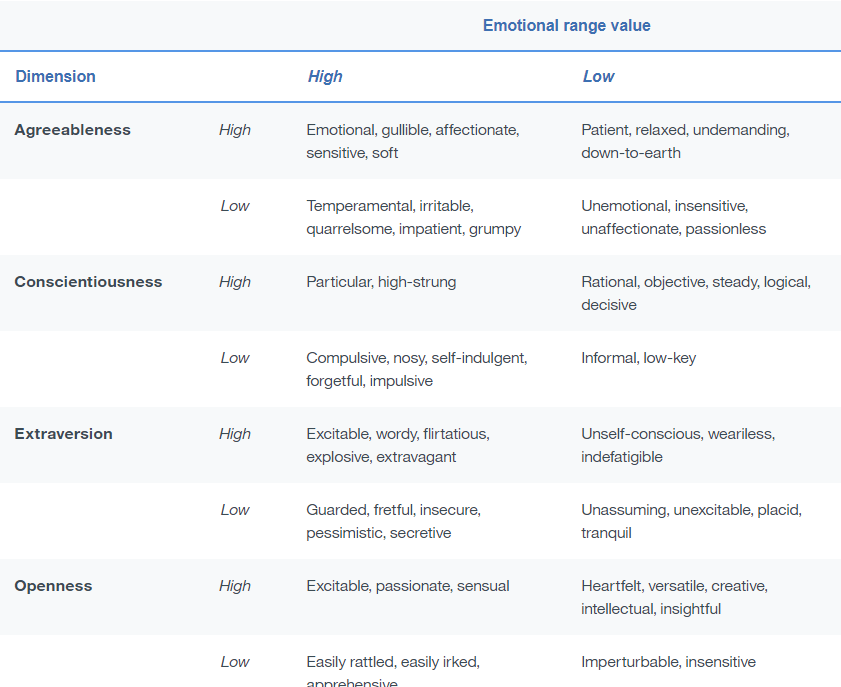 Emotional range value
Dimension High Low
Agreeableness High Emotional, gullible, affectionate, Patient, relaxed, undemanding,
sensitive, soft down-to-earth
Low Temperamental, irritable, Unemotional, insensitive,
quarrelsome, impatient, grumpy unaffectionate, passionless
Conscientiousness High Particular, high-strung Rational, objective, steady, logical,
decisive
Low Compulsive, nosy, self-indulgent, Informal, low-key
forgetful, impulsive
Extraversion High Excitable, wordy, flirtatious, Unself-conscious, weariless,
explosive, extravagant indefatigible
Low Guarded, fretful, insecure, Unassuming, unexcitable, placid,
pessimistic, secretive tranquil
Openness High Excitable, passionate, sensual Heartfelt, versatile, creative,
intellectual, insightful
Low Easily rattled, easily irked, Imperturbable, insensitive
apprehensive